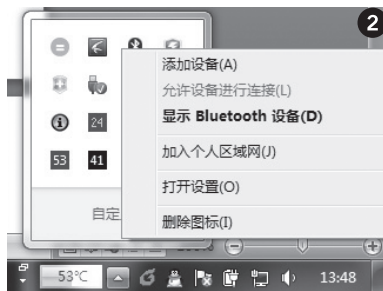 2
添加设备(A)
允许设备进行连接(L)
显示 Bluetooth 设备(D)
24
加入个人区域网(J)
53 41
打开设置(O)
自定
删除图标(I)
53°C
13:48